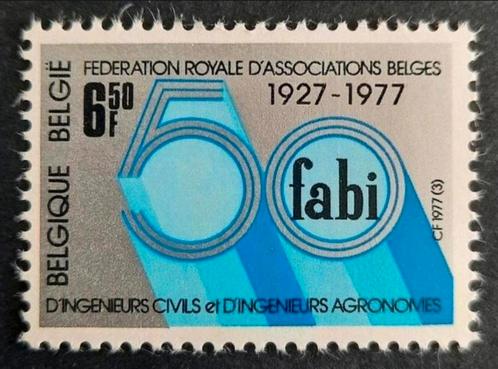 BELGIQUE BELGIË
FEDERATION ROYALE D'ASSOCIATIONS BELGES
6,50 F
1927-1977
50
fabi
CF 1977 (3)
D'INGENIEURS CIVILS et D'INGENIEURS AGRONOMES